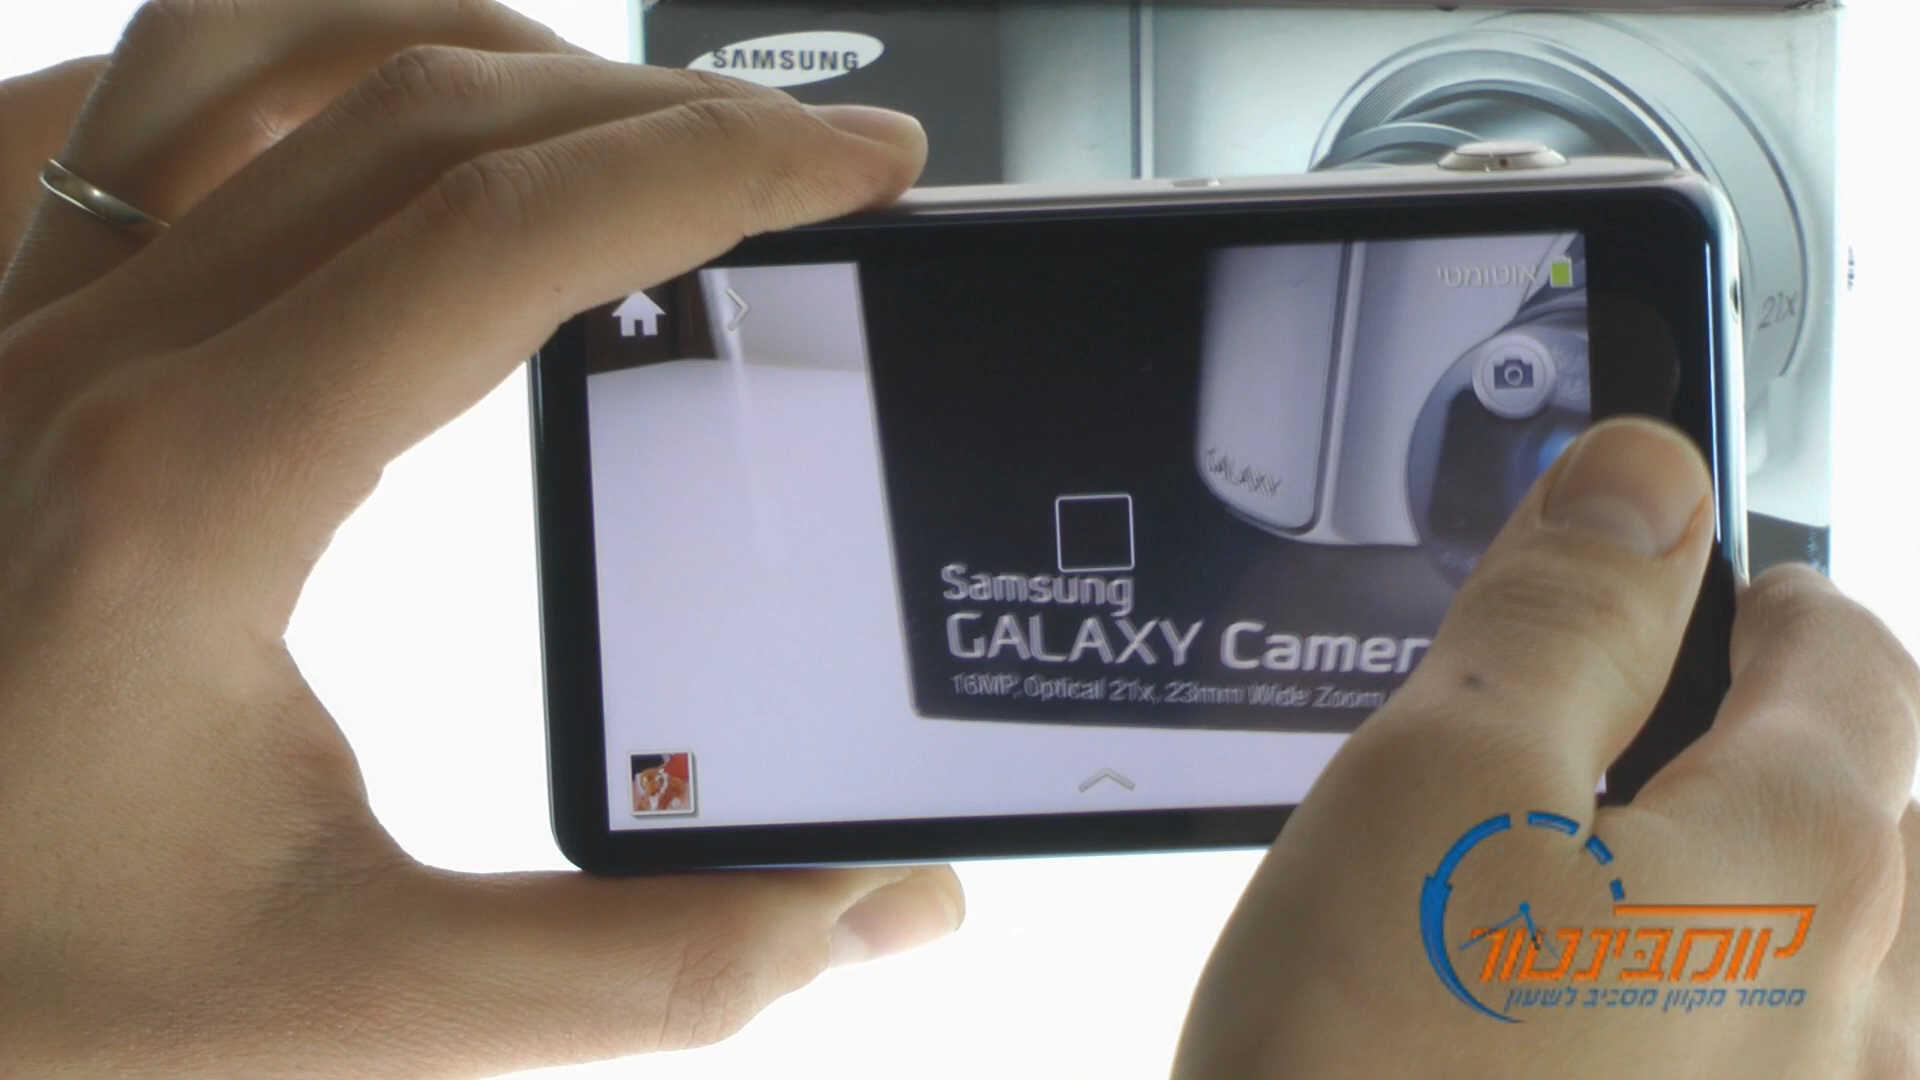 SAMSUNG
21x
אוטומטי
GALAXY
Samsung
GALAXY Camer
16MP, Optical 21x, 23mm Wide Zoom
קומבינטור
מסחר מקוון מסביב לשעון